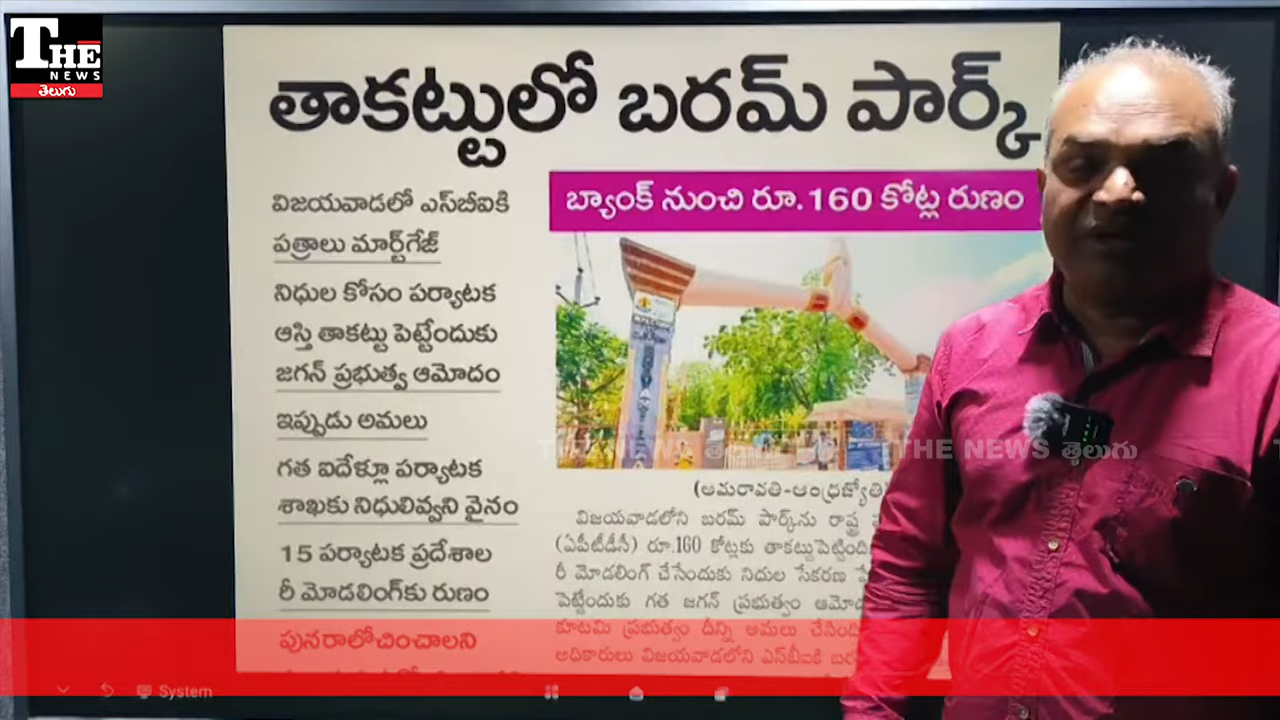 THE
NEWS
తెలుగు
తాకట్టులో బరమ్ పార్క్
బ్యాంక్ నుంచి రూ.160 కోట్ల రుణం
విజయవాడలో ఎస్‌బీఐకి
పత్రాలు మార్ట్‌గేజ్
నిధుల కోసం పర్యాటక
ఆస్తి తాకట్టు పెట్టేందుకు
జగన్ ప్రభుత్వ ఆమోదం
ఇప్పుడు అమలు
గత ఐదేళ్లూ పర్యాటక
శాఖకు నిధులివ్వని వైనం
15 పర్యాటక ప్రదేశాల
రీ మోడలింగ్‌కు రుణం
పునరాలోచించాలని
THE NEWS తెలుగు
(అమరావతి-ఆంధ్రజ్యోతి)
విజయవాడలోని బరమ్ పార్క్‌ను రాష్ట్ర
(ఏపీటీడీసీ) రూ.160 కోట్లకు తాకట్టుపెట్టింది
రీ మోడలింగ్ చేసేందుకు నిధుల సేకరణ
పెట్టేందుకు గత జగన్ ప్రభుత్వం
కూటమి ప్రభుత్వం దీన్ని అమలు చేసింది
అధికారులు విజయవాడలోని ఎస్‌బీఐకి
System